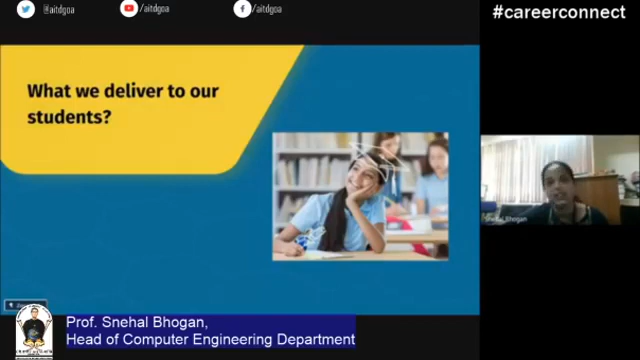 @aitdgoa
/aitdgoa
/aitdgoa
#careerconnect
What we deliver to our
students?
Snehal Bhogan
Prof. Snehal Bhogan,
Head of Computer Engineering Department